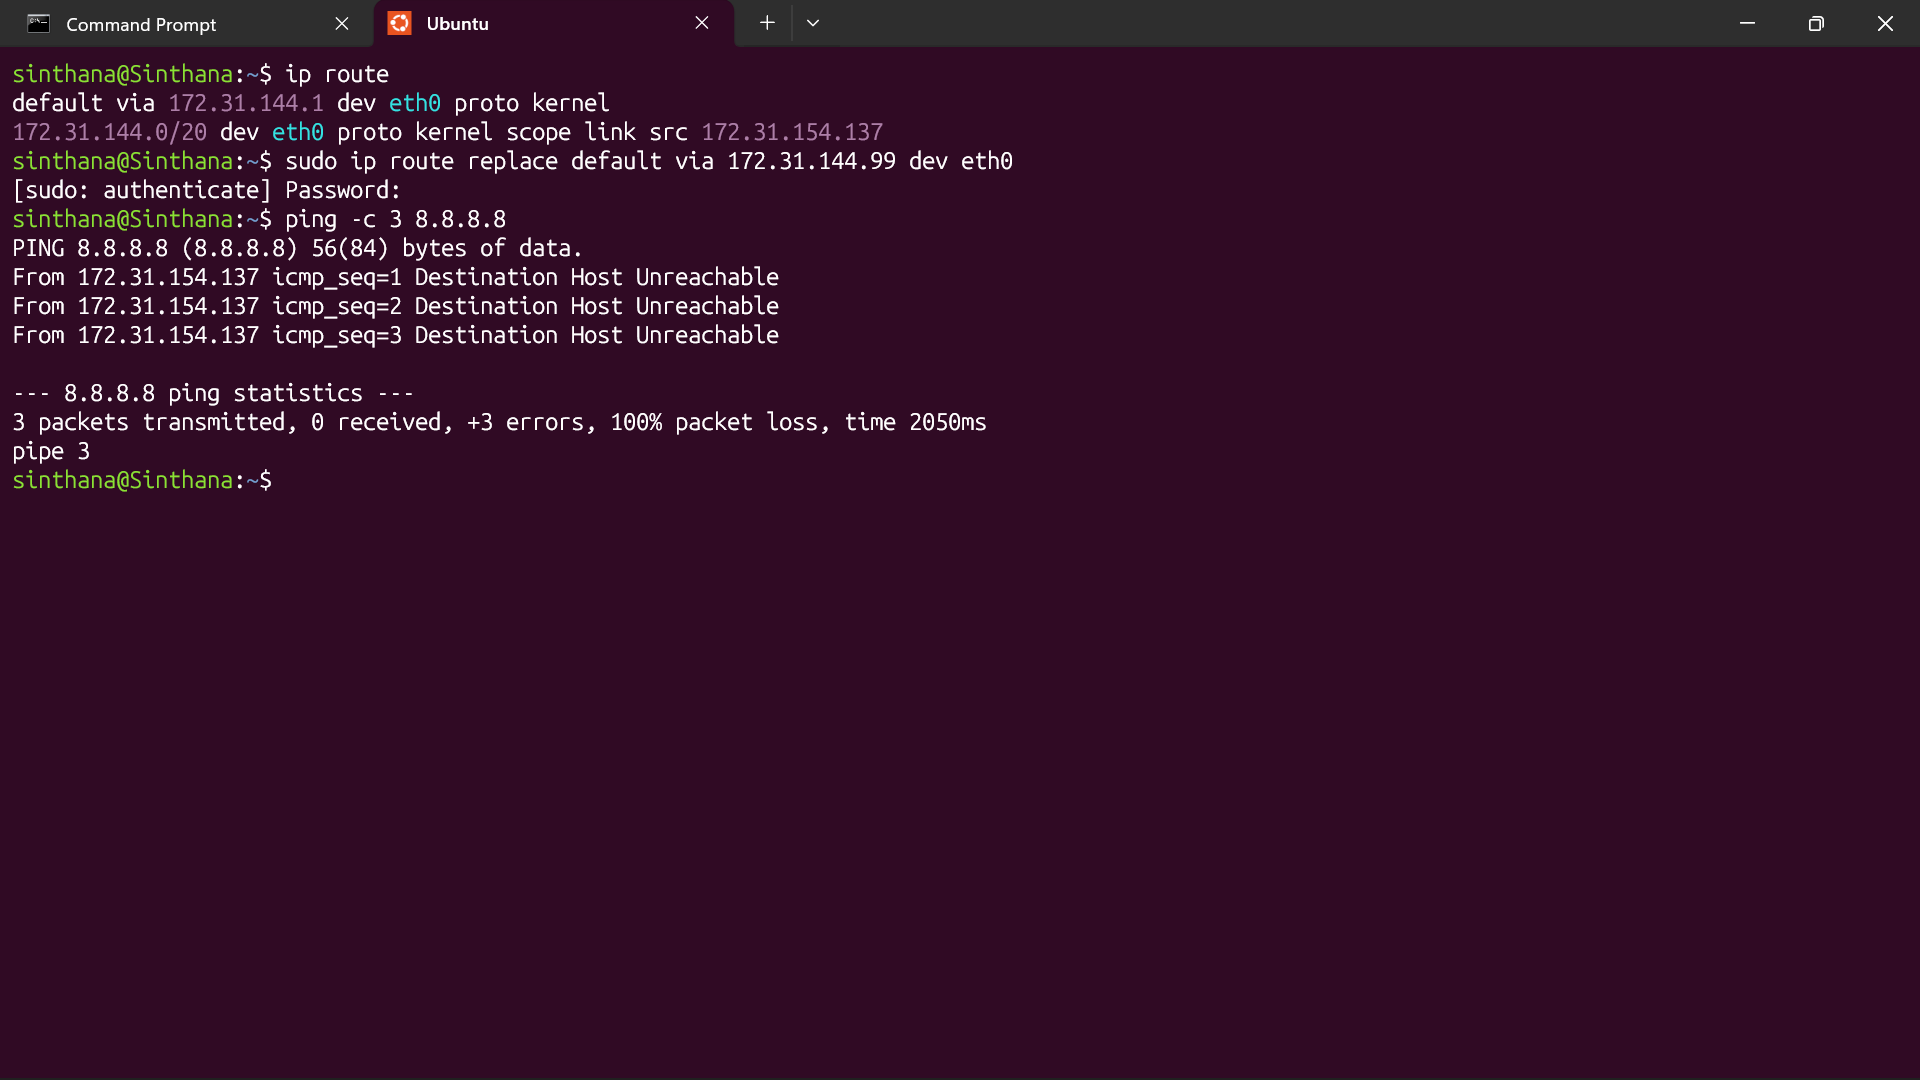 Command Prompt
Ubuntu
sinthana@Sinthana:~$ ip route
default via 172.31.144.1 dev eth0 proto kernel
172.31.144.0/20 dev eth0 proto kernel scope link src 172.31.154.137
sinthana@Sinthana:~$ sudo ip route replace default via 172.31.144.99 dev eth0
[sudo: authenticate] Password:
sinthana@Sinthana:~$ ping -c 3 8.8.8.8
PING 8.8.8.8 (8.8.8.8) 56(84) bytes of data.
From 172.31.154.137 icmp_seq=1 Destination Host Unreachable
From 172.31.154.137 icmp_seq=2 Destination Host Unreachable
From 172.31.154.137 icmp_seq=3 Destination Host Unreachable
--- 8.8.8.8 ping statistics ---
3 packets transmitted, 0 received, +3 errors, 100% packet loss, time 2050ms
pipe 3
sinthana@Sinthana:~$